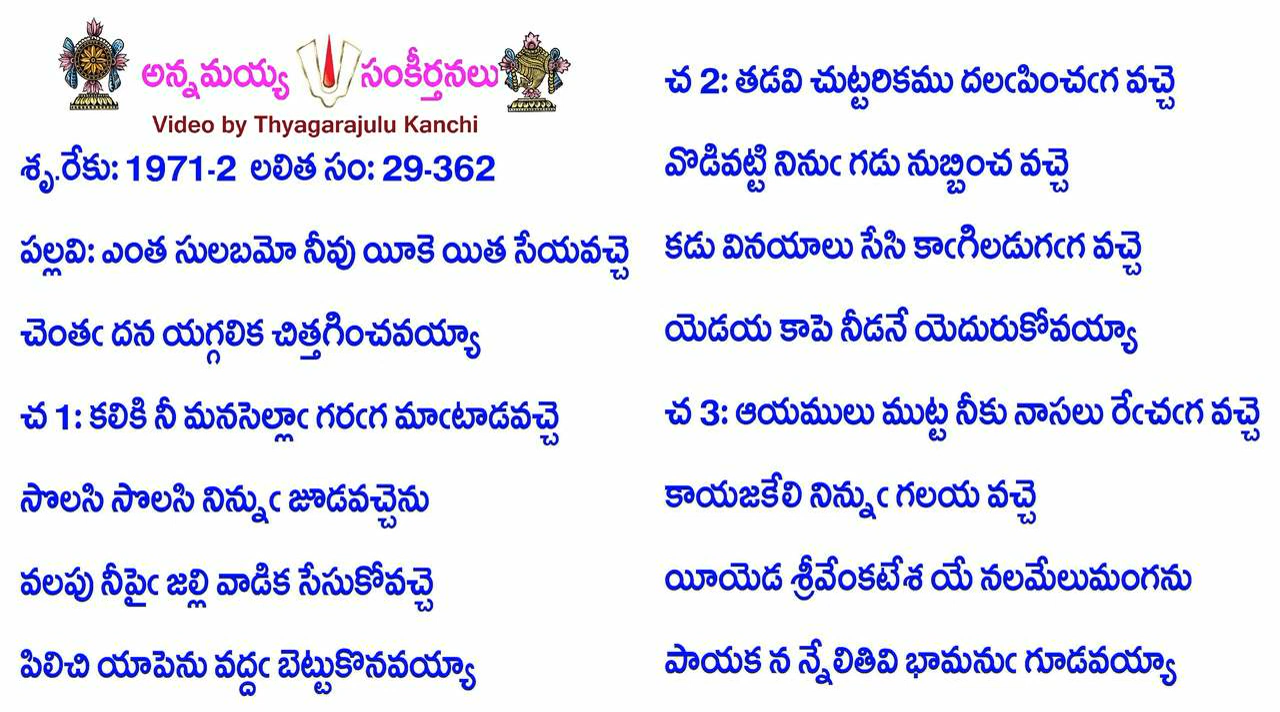 అన్నమయ్య సంకీర్తనలు
Video by Thyagarajulu Kanchi
శృ.రేకు: 1971-2 లలిత సం: 29-362
పల్లవి: ఎంత సులబమో నీవు యీకె యిత సేయవచ్చె
చెంతఁ దన యగ్గలిక చిత్తగించవయ్యా
చ 1: కలికి నీ మనసెల్లాఁ గరఁగ మాఁటాడవచ్చె
సొలసి సొలసి నిన్నుఁ జూడవచ్చెను
వలపు నీపైఁ జల్లి వాడిక సేసుకోవచ్చె
పిలిచి యాపెను వద్దఁ బెట్టుకొనవయ్యా
చ 2: తడవి చుట్టరికము దలఁపించఁగ వచ్చె
వొడివట్టి నినుఁ గడు నుబ్బించ వచ్చె
కడు వినయాలు సేసి కాఁగిలడుగఁగ వచ్చె
యెడయ కాపె నీడనే యెదురుకోవయ్యా
చ 3: ఆయములు ముట్ట నీకు నాసలు రేఁచఁగ వచ్చె
కాయజకేలి నిన్నుఁ గలయ వచ్చె
యీయెడ శ్రీవేంకటేశ యే నలమేలుమంగను
పాయక న న్నేలితివి భామనుఁ గూడవయ్యా